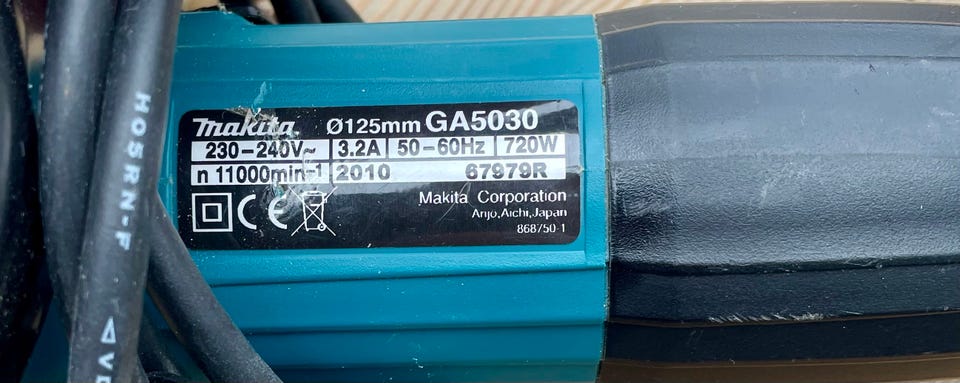 Makita Ø125mm GA5030
230-240V~ 3.2A 50-60Hz 720W
n 11000min-1 2010 67979R
CE
Makita Corporation
Anjo,Aichi,Japan
868750-1
H05RN-F